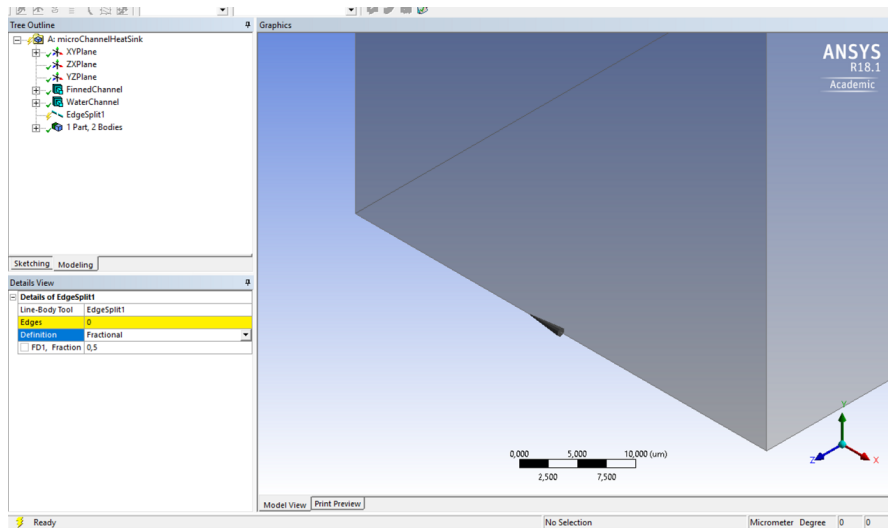 Tree Outline
A: microChannelHeatSink
XYPlane
ZXPlane
YZPlane
FinnedChannel
WaterChannel
EdgeSplit1
1 Part, 2 Bodies
Sketching Modeling
Details View
Details of EdgeSplit1
Line-Body Tool EdgeSplit1
Edges 0
Definition Fractional
FD1, Fraction 0,5
Graphics
ANSYS
R18.1
Academic
0,000 5,000 10,000 (um)
2,500 7,500
Y
Z X
Model View Print Preview
Ready No Selection Micrometer Degree 0 0